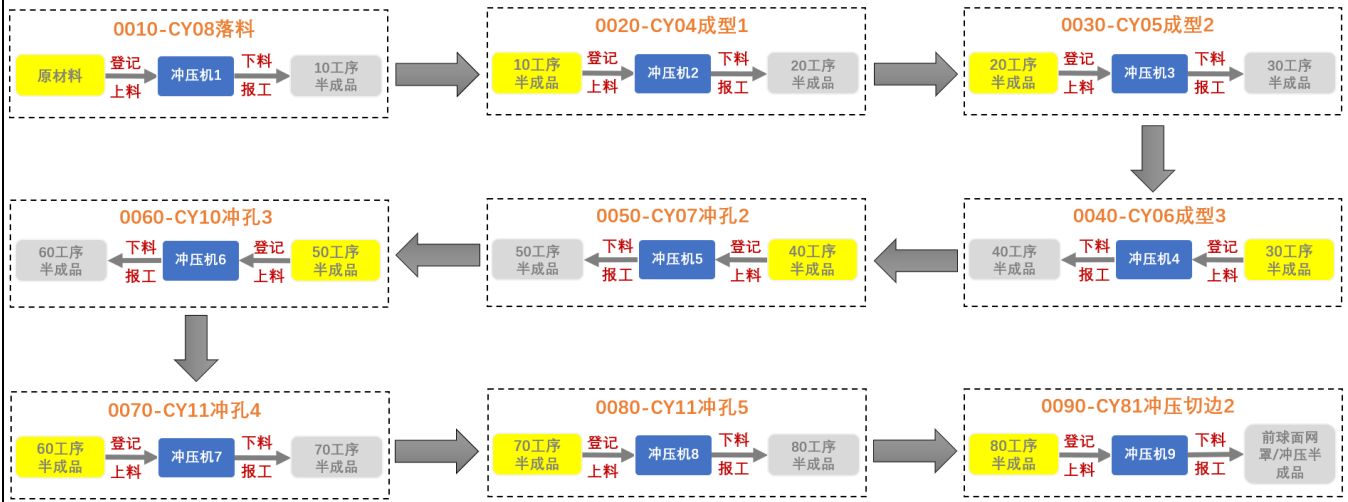 0010-CY08落料
原材料
登记
上料
冲压机1
下料
报工
10工序
半成品
0020-CY04成型1
10工序
半成品
登记
上料
冲压机2
下料
报工
20工序
半成品
0030-CY05成型2
20工序
半成品
登记
上料
冲压机3
下料
报工
30工序
半成品
0040-CY06成型3
30工序
半成品
登记
上料
冲压机4
下料
报工
40工序
半成品
0050-CY07冲孔2
40工序
半成品
登记
上料
冲压机5
下料
报工
50工序
半成品
0060-CY10冲孔3
50工序
半成品
登记
上料
冲压机6
下料
报工
60工序
半成品
0070-CY11冲孔4
60工序
半成品
登记
上料
冲压机7
下料
报工
70工序
半成品
0080-CY11冲孔5
70工序
半成品
登记
上料
冲压机8
下料
报工
80工序
半成品
0090-CY81冲压切边2
80工序
半成品
登记
上料
冲压机9
下料
报工
前球面网
罩/冲压半
成品